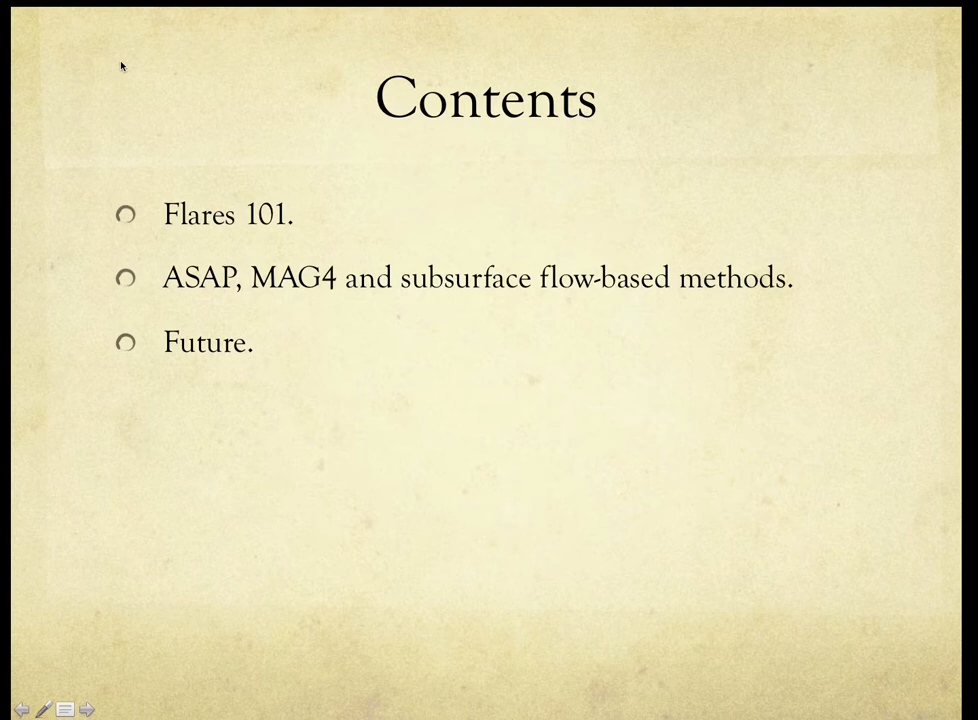 Contents
Flares 101.
ASAP, MAG4 and subsurface flow-based methods.
Future.